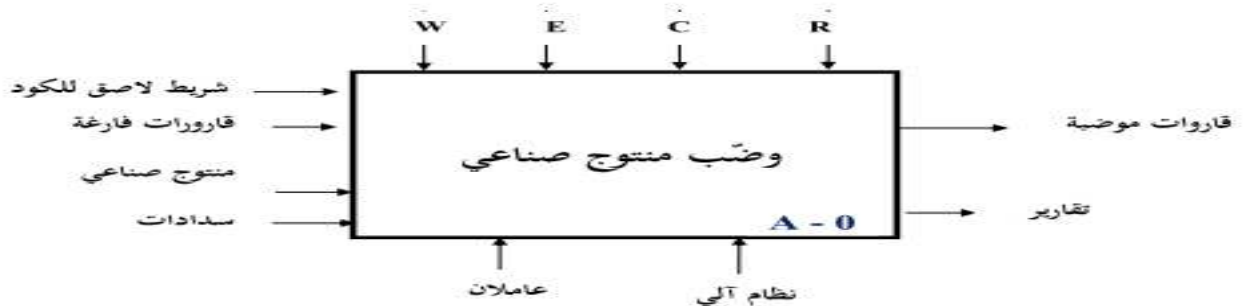 W E C R
شريط لاصق للكود
قارورات فارغة
منتوج صناعي
سدادات
وضّب منتوج صناعي
A - 0
قاروات موضبة
تقارير
عاملان
نظام آلي